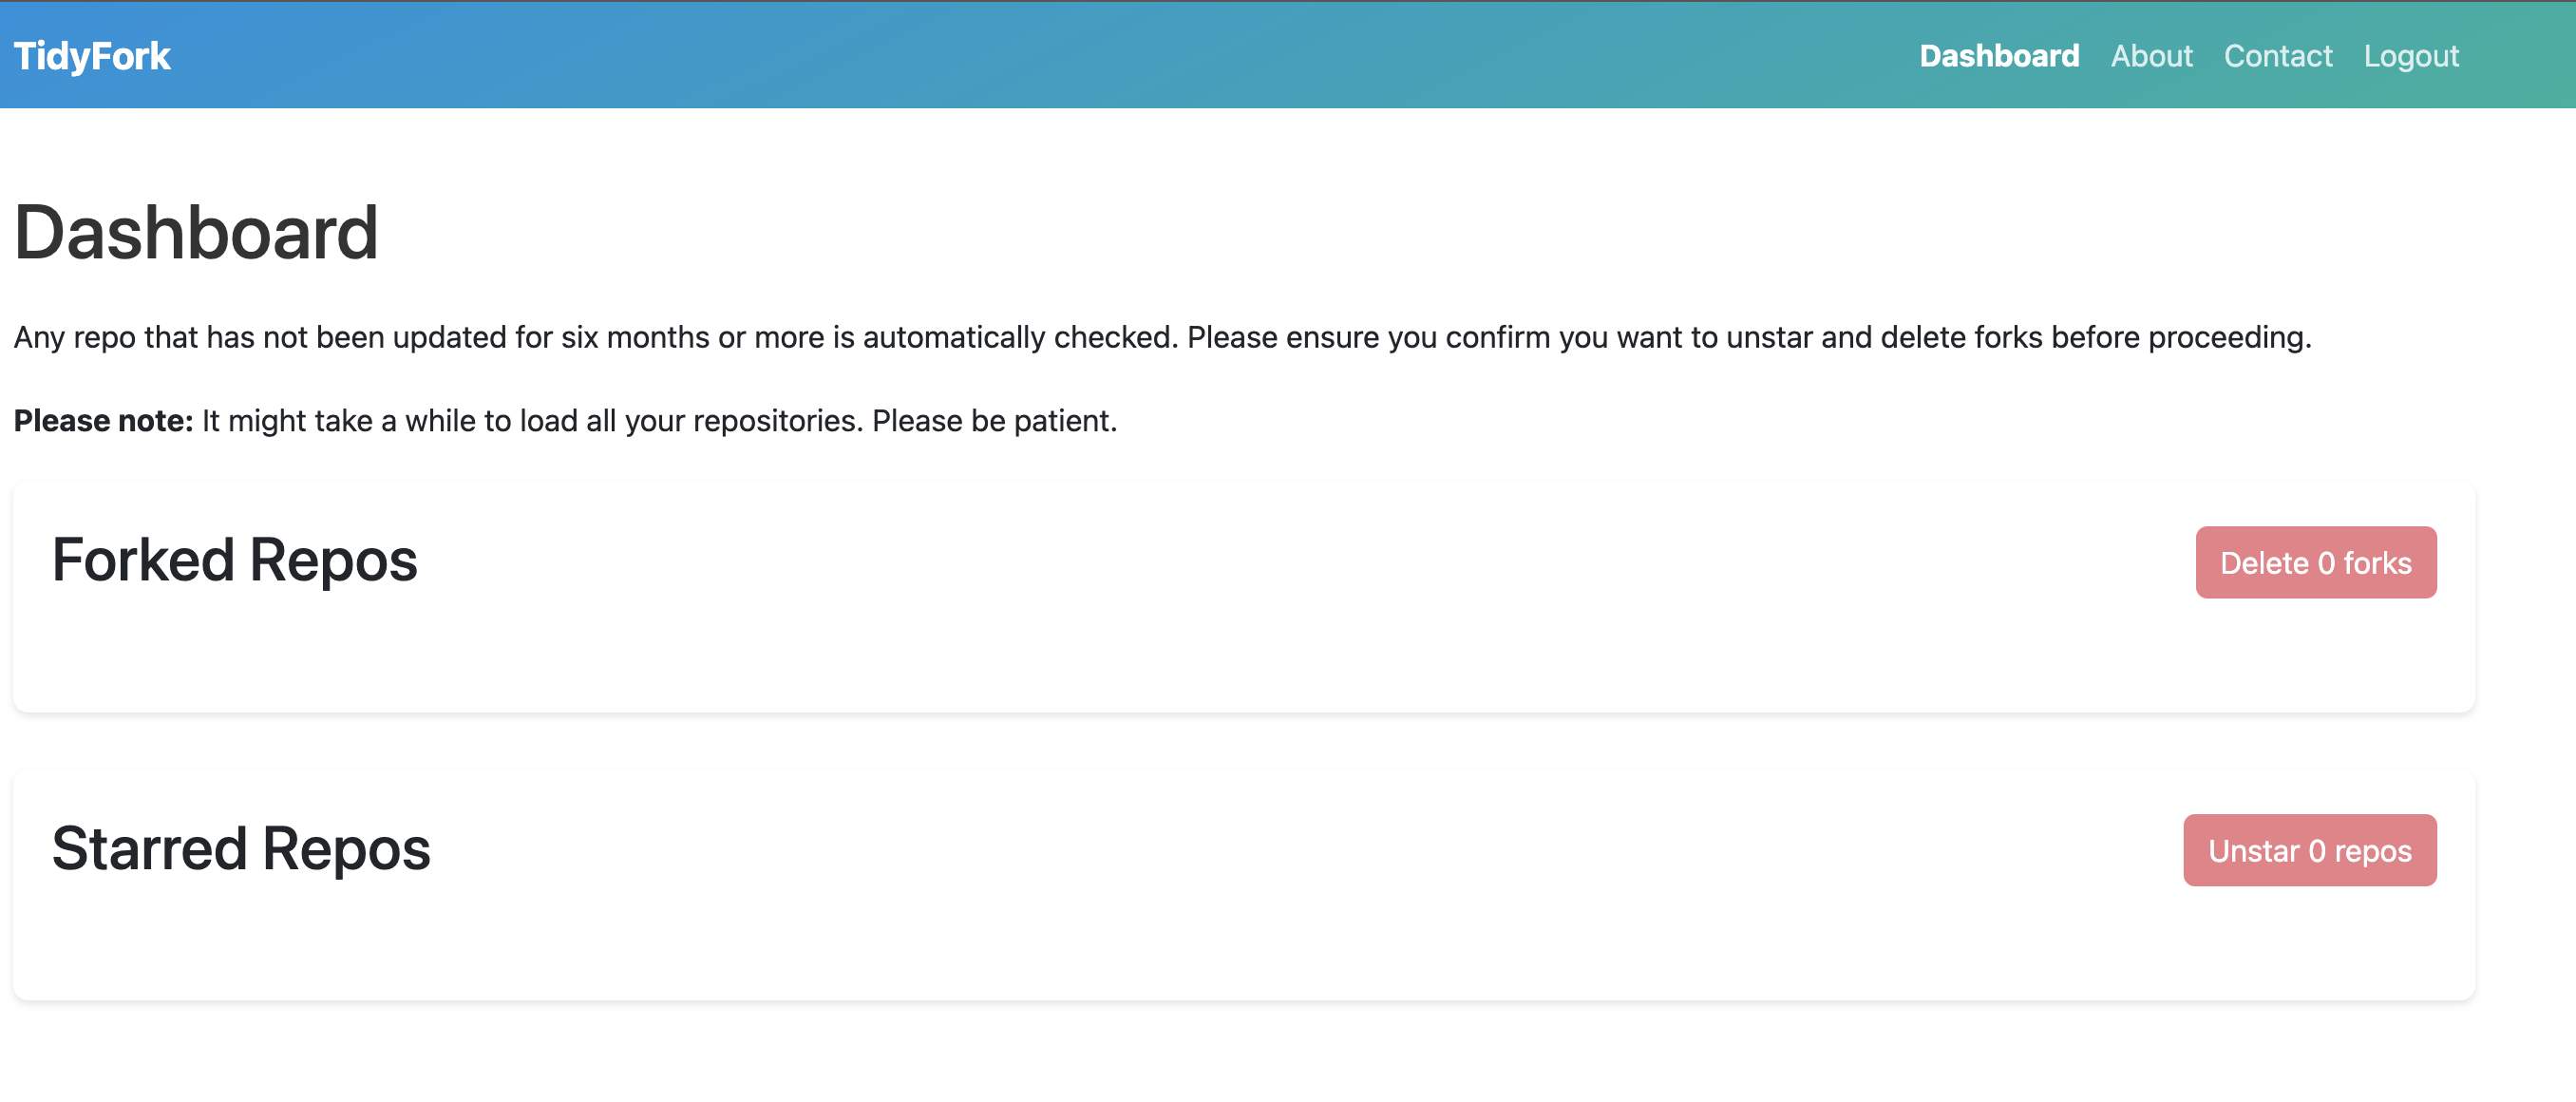 TidyFork
Dashboard About Contact Logout
Dashboard
Any repo that has not been updated for six months or more is automatically checked. Please ensure you confirm you want to unstar and delete forks before proceeding.
Please note: It might take a while to load all your repositories. Please be patient.
Forked Repos
Delete 0 forks
Starred Repos
Unstar 0 repos